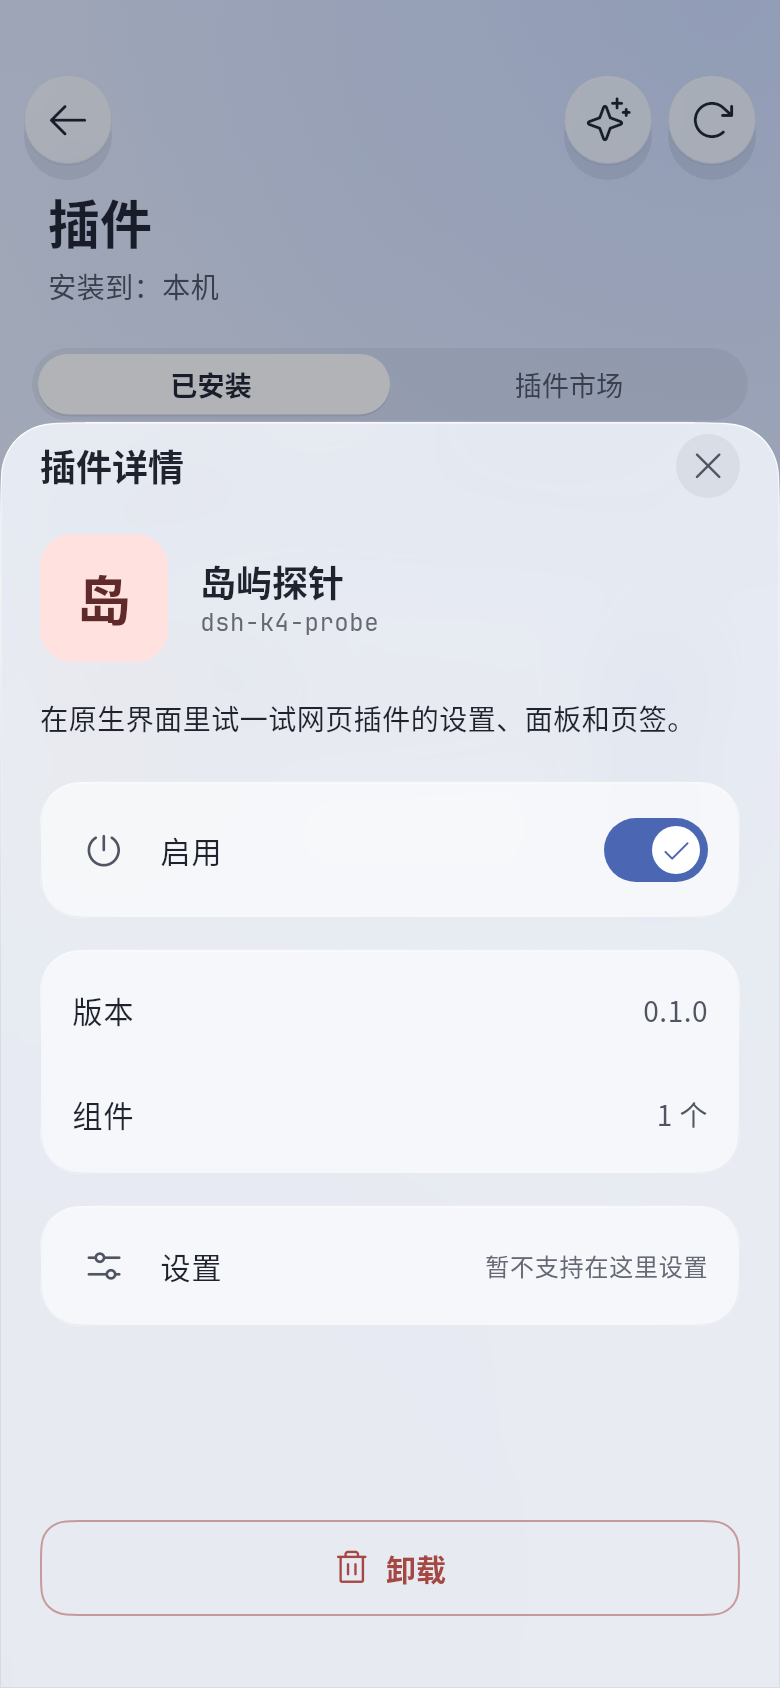 插件
安装到：本机
已安装
插件市场
插件详情
岛
岛屿探针
dsh-k4-probe
在原生界面里试一试网页插件的设置、面板和页签。
启用
版本
0.1.0
组件
1 个
设置
暂不支持在这里设置
卸载